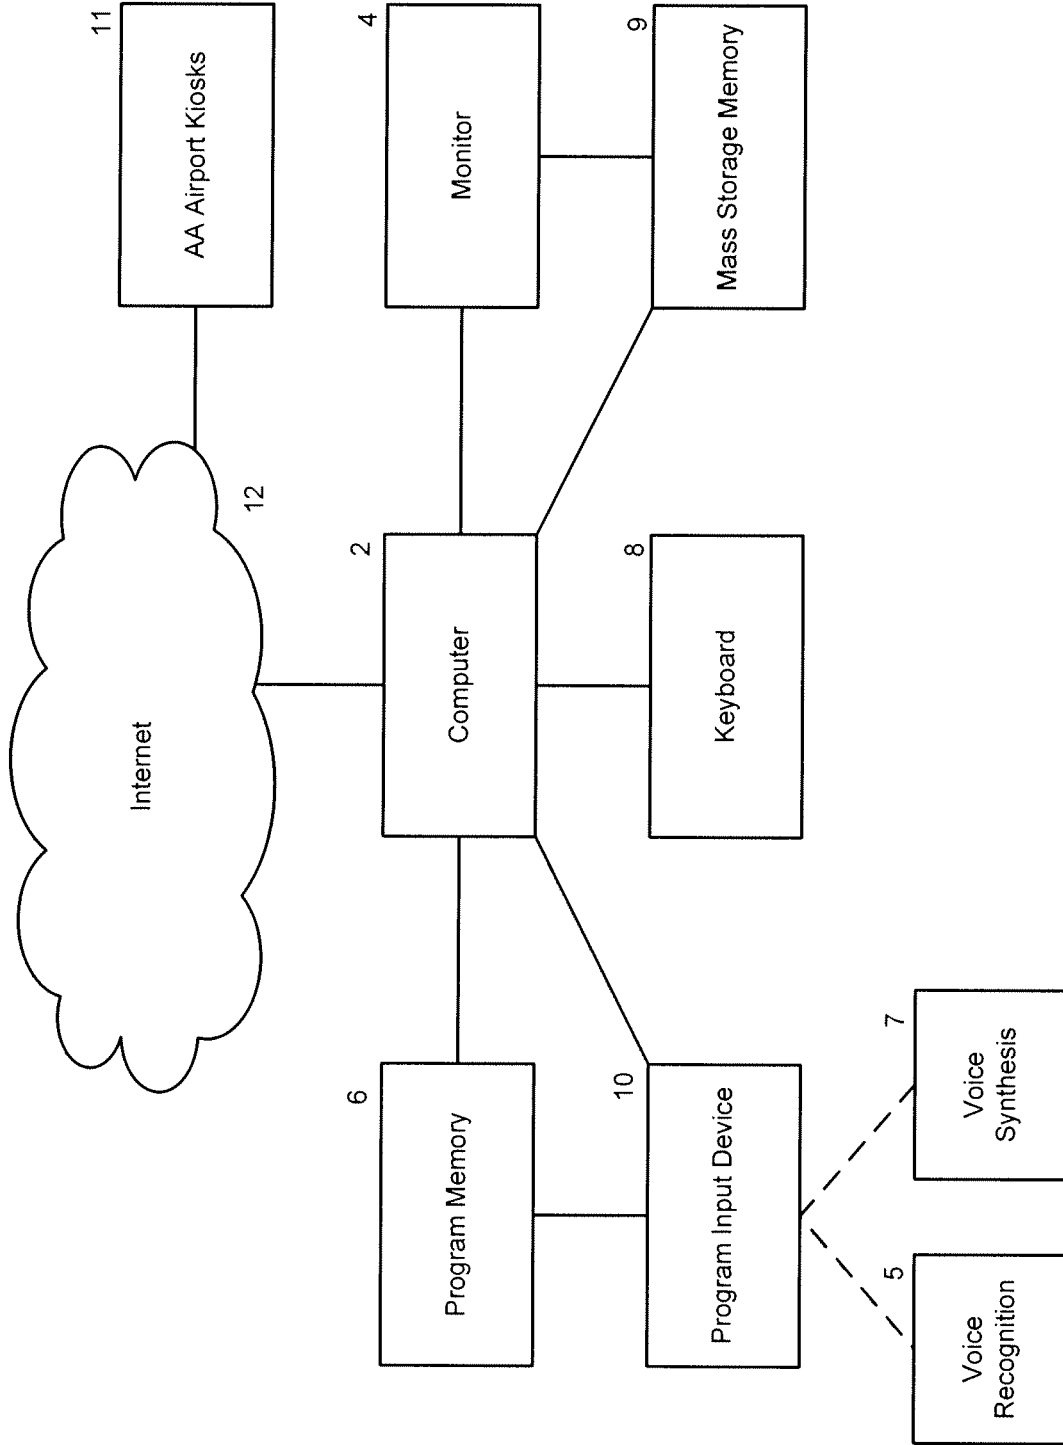 Internet
12
11
AA Airport Kiosks
6
Program Memory
2
Computer
4
Monitor
10
Program Input Device
8
Keyboard
9
Mass Storage Memory
5
Voice
Recognition
7
Voice
Synthesis